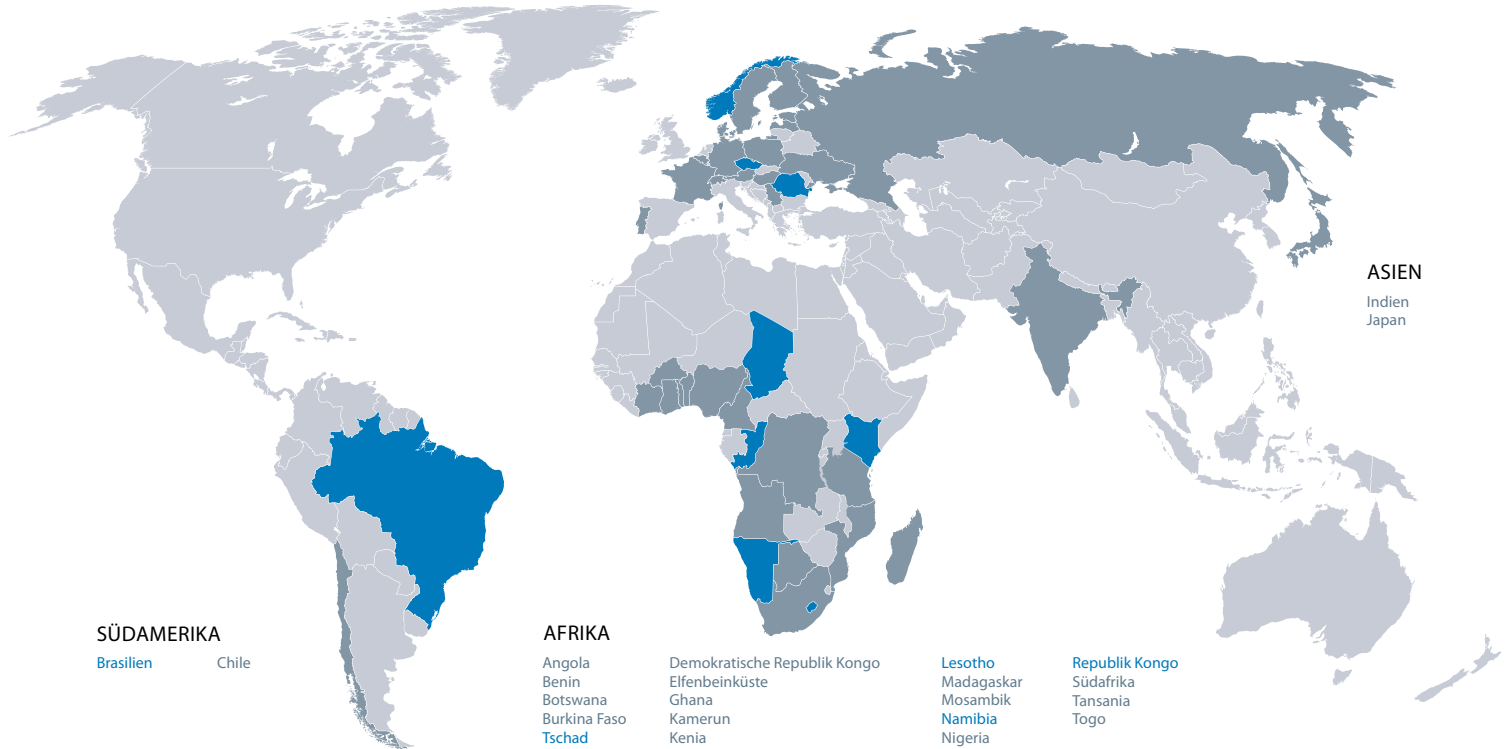 ASIEN
Indien
Japan
SÜDAMERIKA
Brasilien
Chile
AFRIKA
Angola
Benin
Botswana
Burkina Faso
Tschad
Demokratische Republik Kongo
Elfenbeinküste
Ghana
Kamerun
Kenia
Lesotho
Madagaskar
Mosambik
Namibia
Nigeria
Republik Kongo
Südafrika
Tansania
Togo